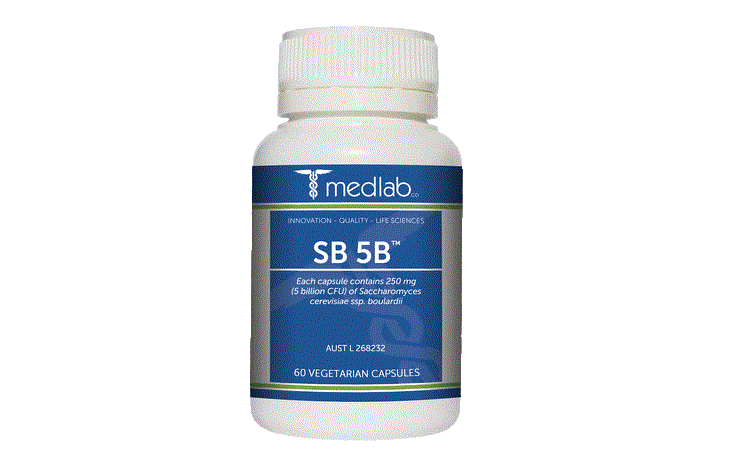 medlab.co
INNOVATION - QUALITY - LIFE SCIENCES
SB 5B™
Each capsule contains 250 mg
(5 billion CFU) of Saccharomyces
cerevisiae ssp. boulardii
AUST L 268232
60 VEGETARIAN CAPSULES